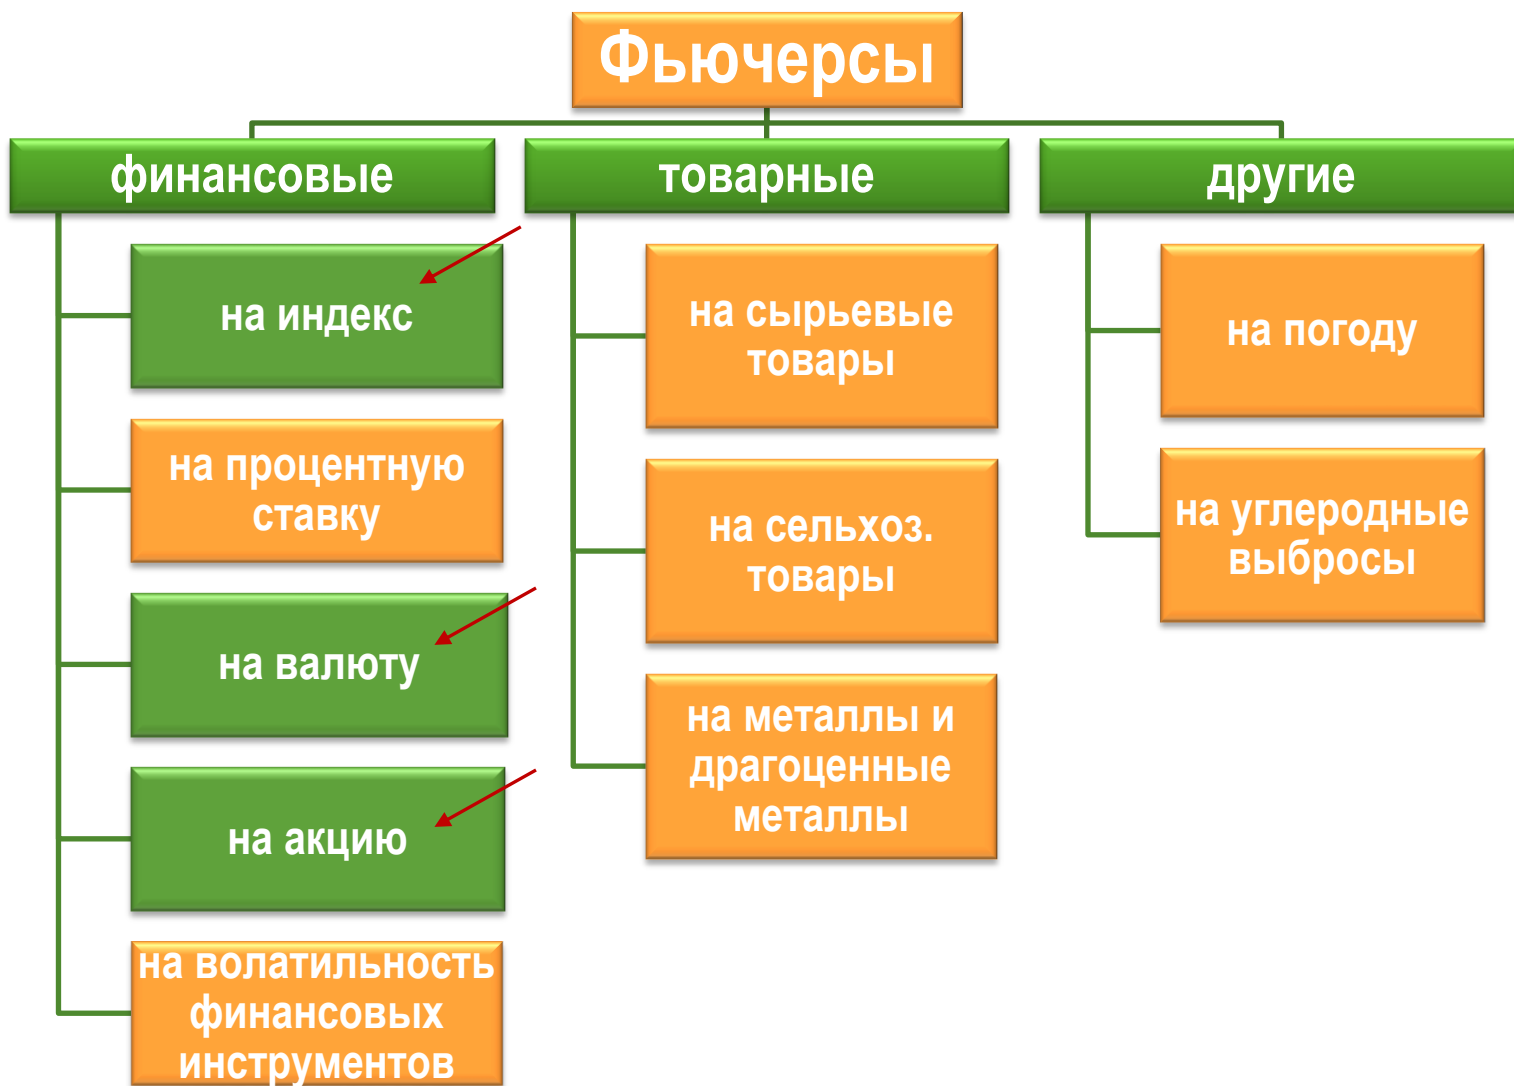 Фьючерсы
финансовые
на индекс
на процентную
ставку
на валюту
на акцию
на волатильность
финансовых
инструментов
товарные
на сырьевые
товары
на сельхоз.
товары
на металлы и
драгоценные
металлы
другие
на погоду
на углеродные
выбросы